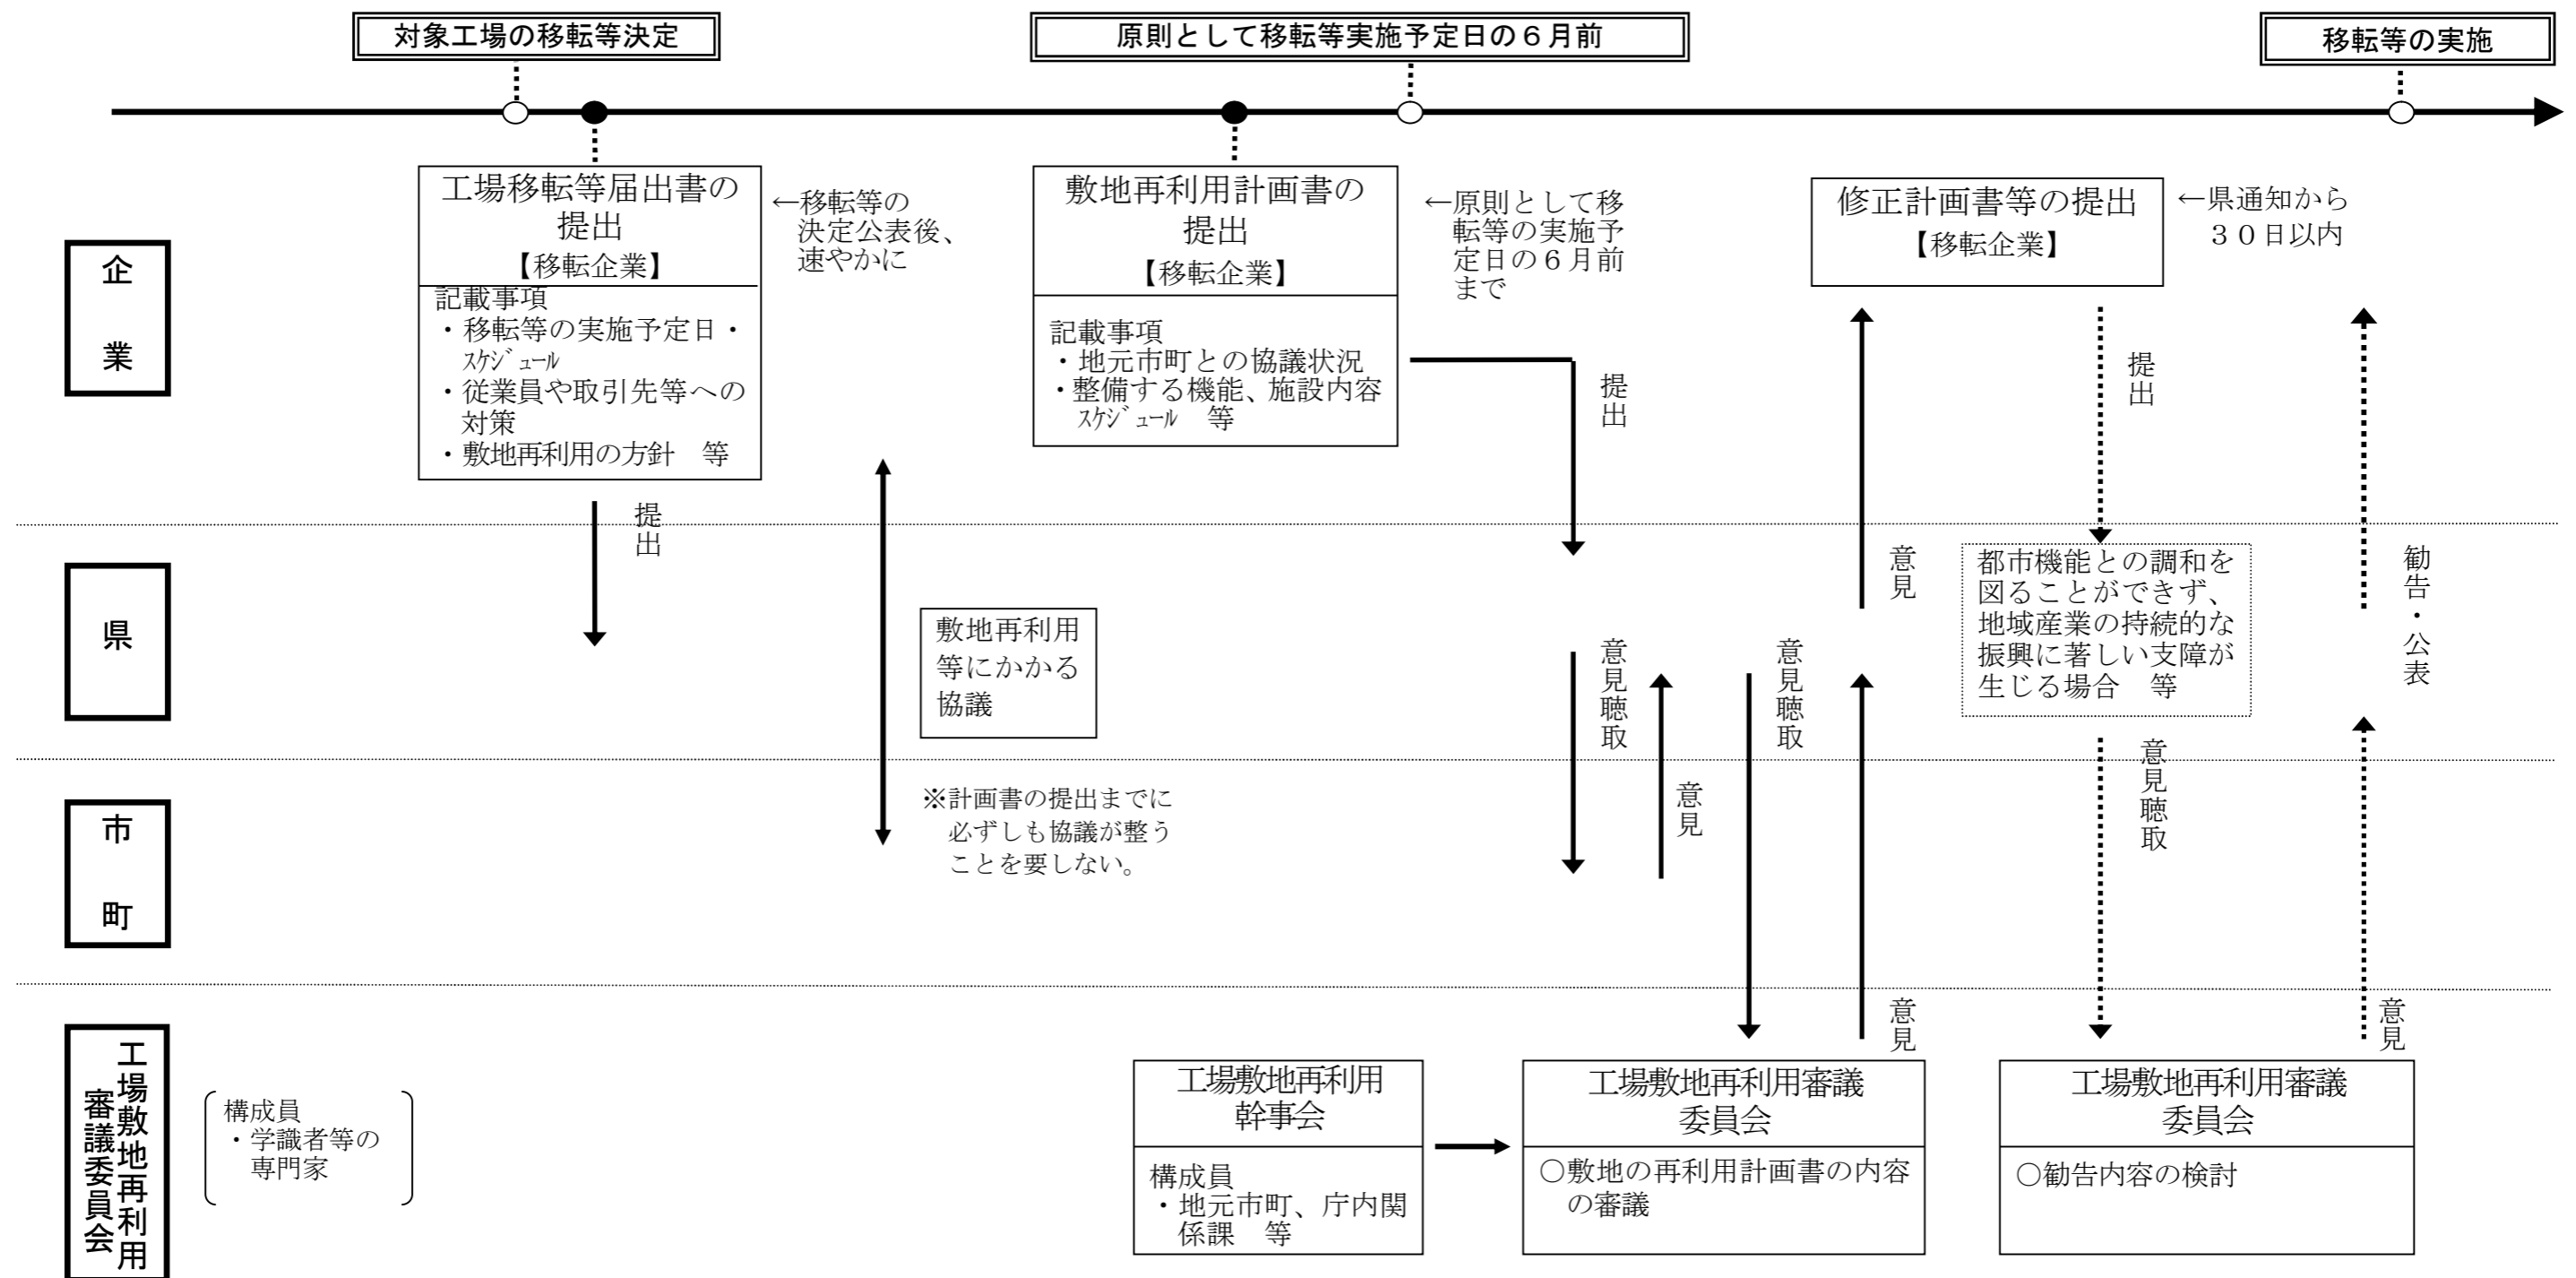 対象工場の移転等決定
原則として移転等実施予定日の６月前
移転等の実施
企業
工場移転等届出書の
提出
【移転企業】
記載事項
・移転等の実施予定日・
ｽｹｼﾞｭｰﾙ
・従業員や取引先等への
対策
・敷地再利用の方針　等
←移転等の
決定公表後、
速やかに
敷地再利用計画書の
提出
【移転企業】
記載事項
・地元市町との協議状況
・整備する機能、施設内容
ｽｹｼﾞｭｰﾙ　等
←原則として移
転等の実施予
定日の６月前
まで
修正計画書等の提出
【移転企業】
←県通知から
３０日以内
提出
提出
提出
県
敷地再利用
等にかかる
協議
意見聴取
意見聴取
意見
都市機能との調和を
図ることができず、
地域産業の持続的な
振興に著しい支障が
生じる場合　等
勧告・公表
市町
※計画書の提出までに
必ずしも協議が整う
ことを要しない。
意見
意見聴取
工場敷地再利用
審議委員会
構成員
・学識者等の
専門家
意見
意見
工場敷地再利用
幹事会
構成員
・地元市町、庁内関
係課　等
工場敷地再利用審議
委員会
〇敷地の再利用計画書の内容
の審議
工場敷地再利用審議
委員会
〇勧告内容の検討